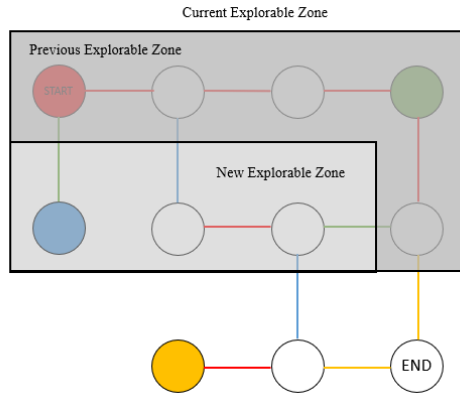 Current Explorable Zone
Previous Explorable Zone
START
New Explorable Zone
END